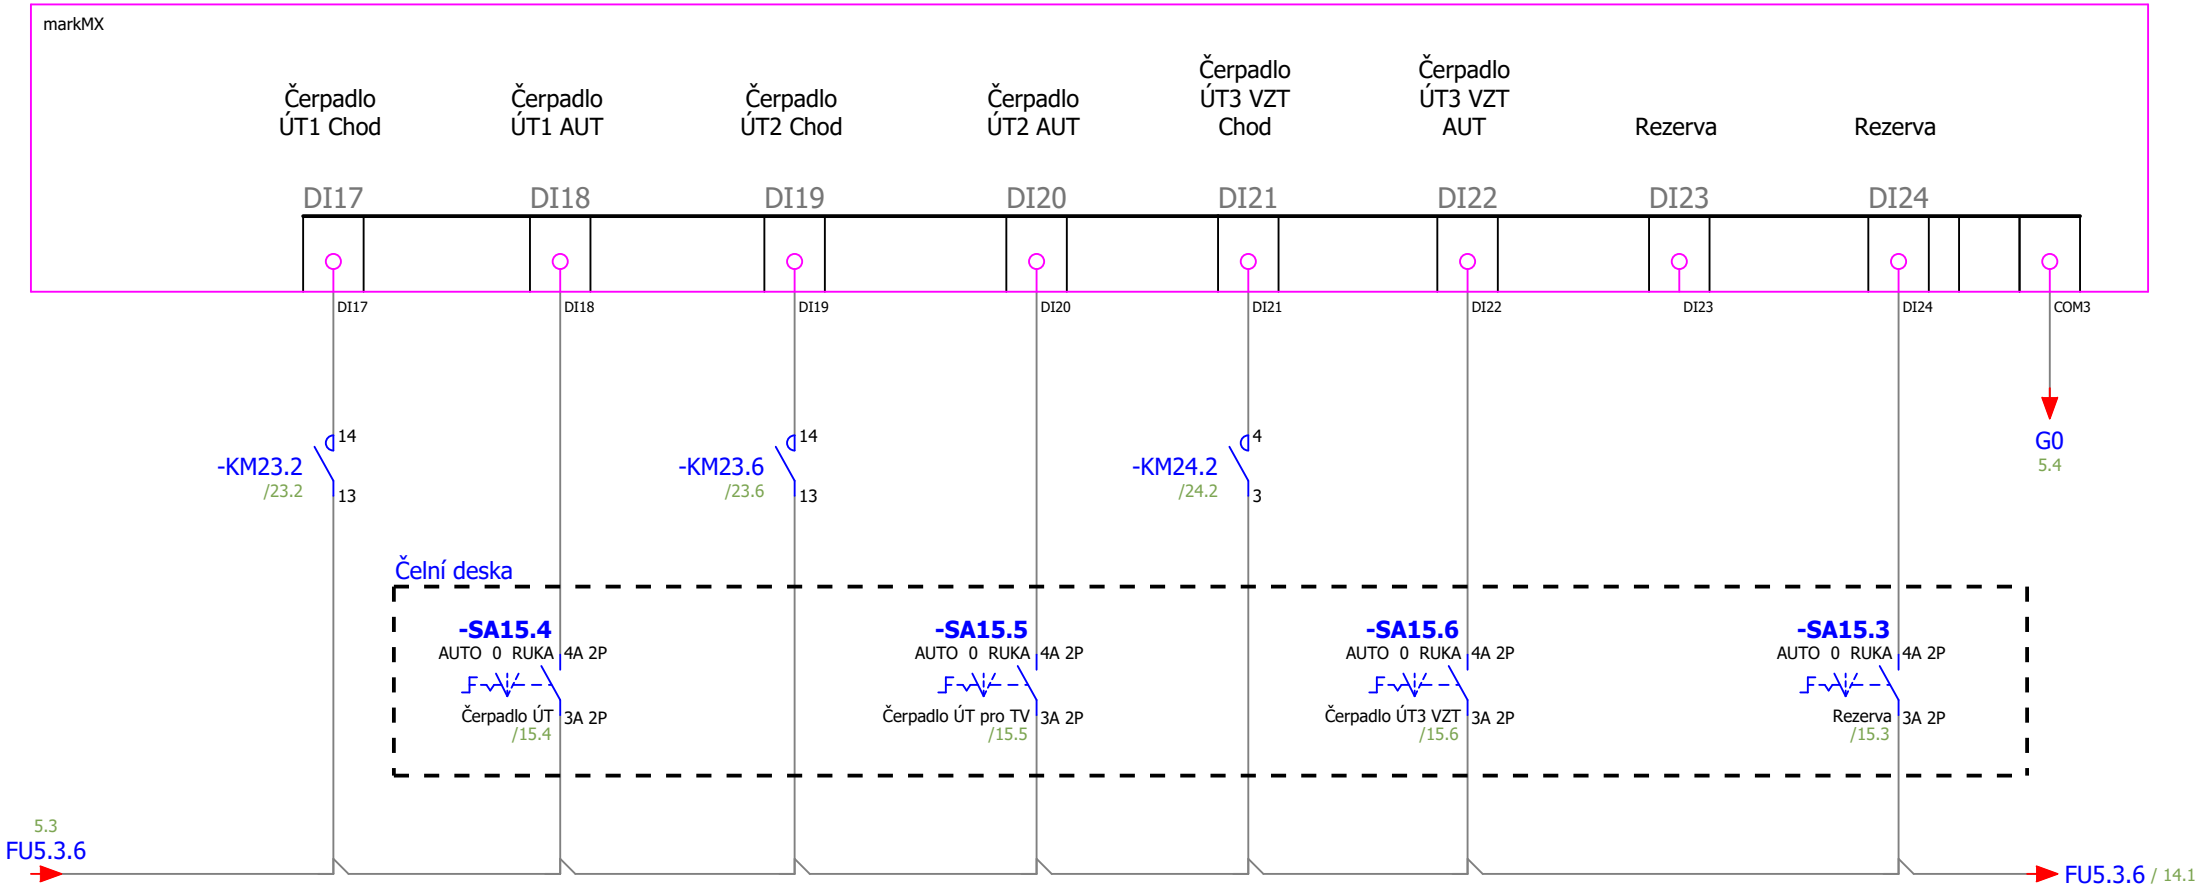 markMX
Čerpadlo
ÚT1 Chod
Čerpadlo
ÚT1 AUT
Čerpadlo
ÚT2 Chod
Čerpadlo
ÚT2 AUT
Čerpadlo
ÚT3 VZT
Chod
Čerpadlo
ÚT3 VZT
AUT
Rezerva
Rezerva
DI17
DI18
DI19
DI20
DI21
DI22
DI23
DI24
DI17
DI18
DI19
DI20
DI21
DI22
DI23
DI24
COM3
-KM23.2
/23.2
14
13
-KM23.6
/23.6
14
13
-KM24.2
/24.2
4
3
G0
5.4
Čelní deska
-SA15.4
AUTO 0 RUKA 4A 2P
Čerpadlo ÚT 3A 2P
/15.4
-SA15.5
AUTO 0 RUKA 4A 2P
Čerpadlo ÚT pro TV 3A 2P
/15.5
-SA15.6
AUTO 0 RUKA 4A 2P
Čerpadlo ÚT3 VZT 3A 2P
/15.6
-SA15.3
AUTO 0 RUKA 4A 2P
Rezerva 3A 2P
/15.3
5.3
FU5.3.6
FU5.3.6 / 14.1